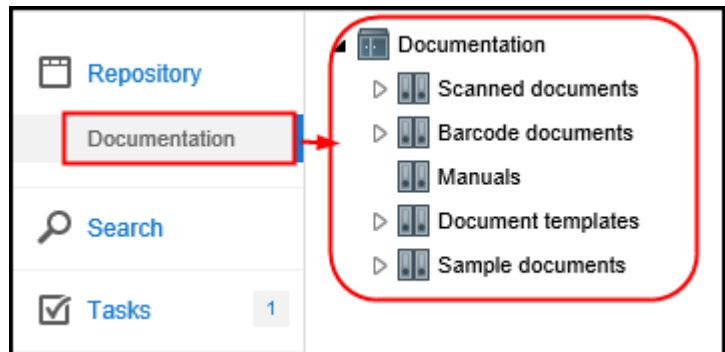 Repository
Documentation
Search
Tasks 1
Documentation
Scanned documents
Barcode documents
Manuals
Document templates
Sample documents